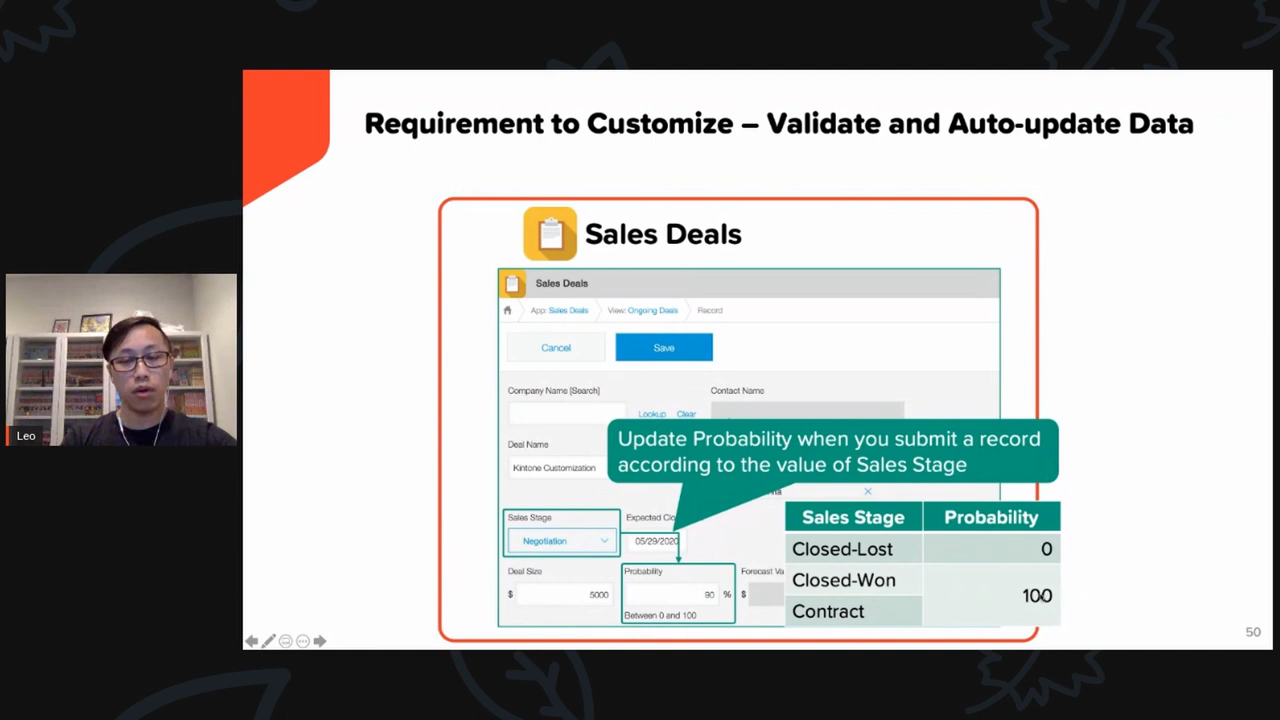 Requirement to Customize – Validate and Auto-update Data
Sales Deals
Sales Deals
App: Sales Deals View: Ongoing Deals Record
Cancel Save
Company Name [Search] Contact Name
Lookup Clear
Deal Name
Kintone Customization
Update Probability when you submit a record
according to the value of Sales Stage
Sales Stage
Negotiation
05/29/2020
Deal Size Probability Forecast
$ 5000 90 % $
Between 0 and 100
Sales Stage Probability
Closed-Lost 0
Closed-Won
Contract
100
50
Leo